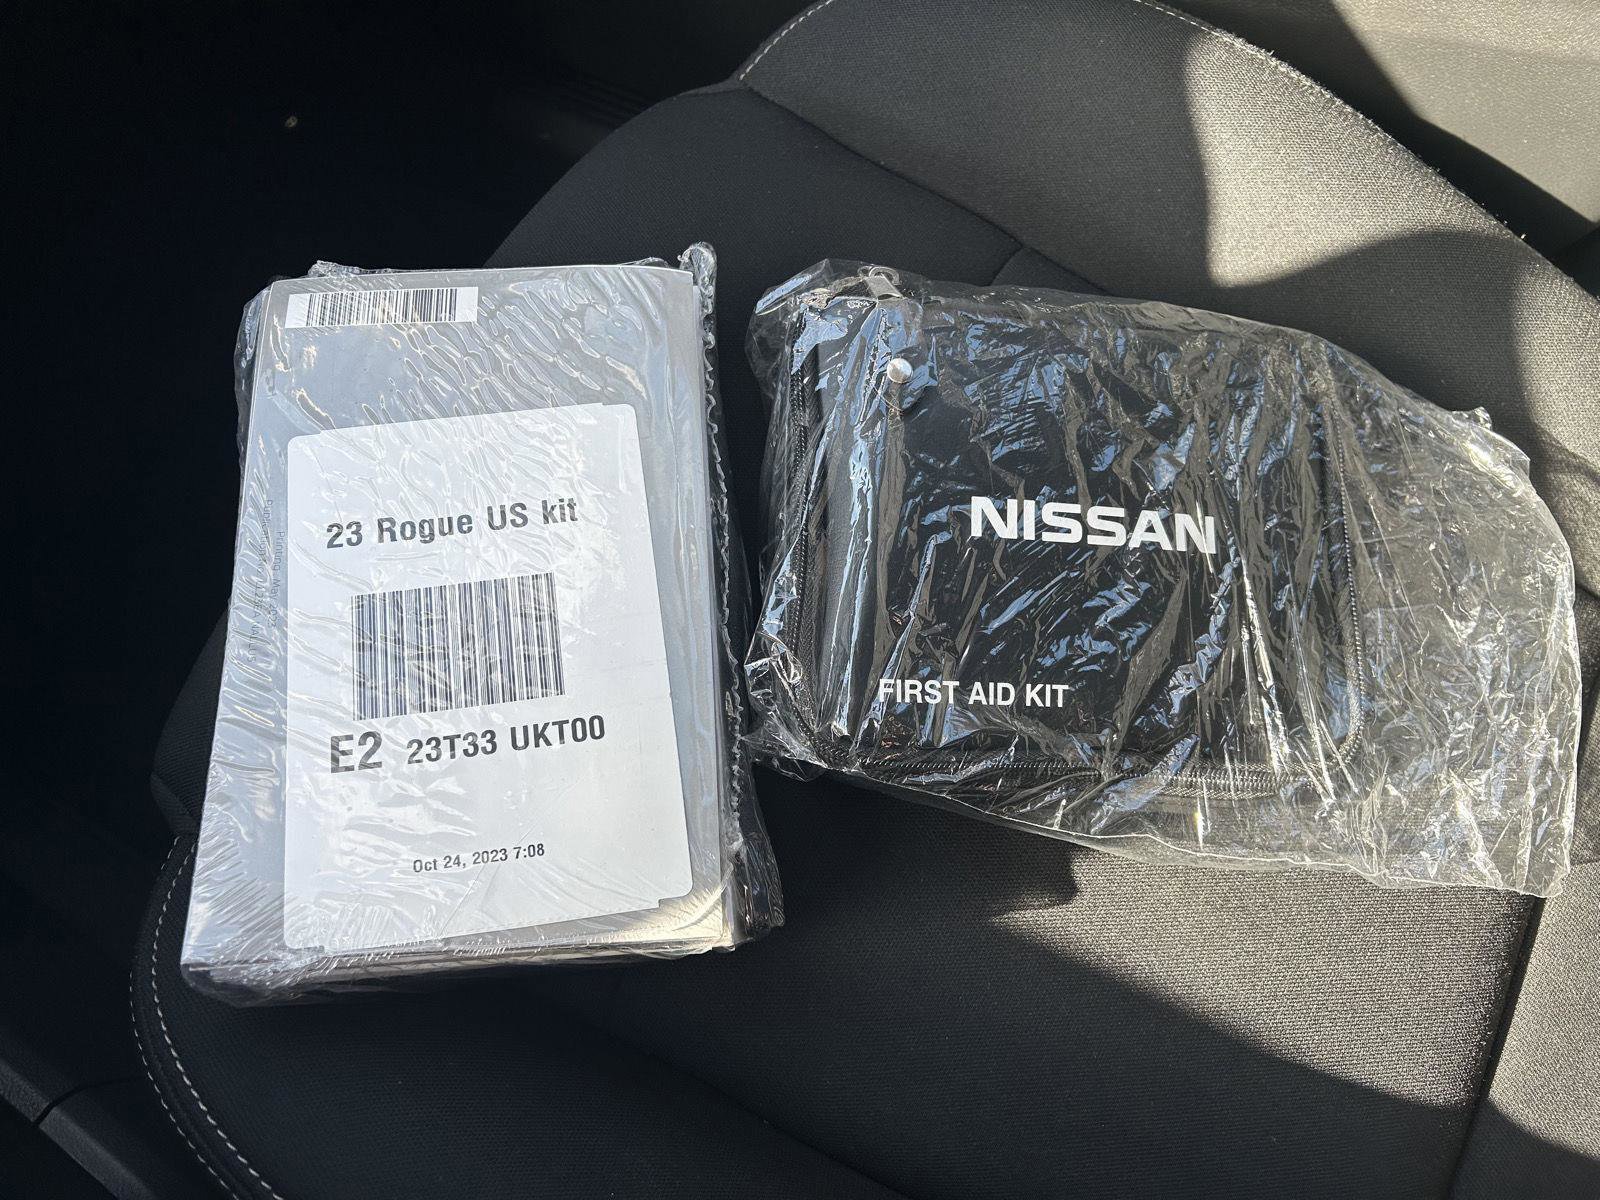 23 Rogue US kit
E2 23T33 UKT00
Oct 24, 2023 7:08
NISSAN
FIRST AID KIT